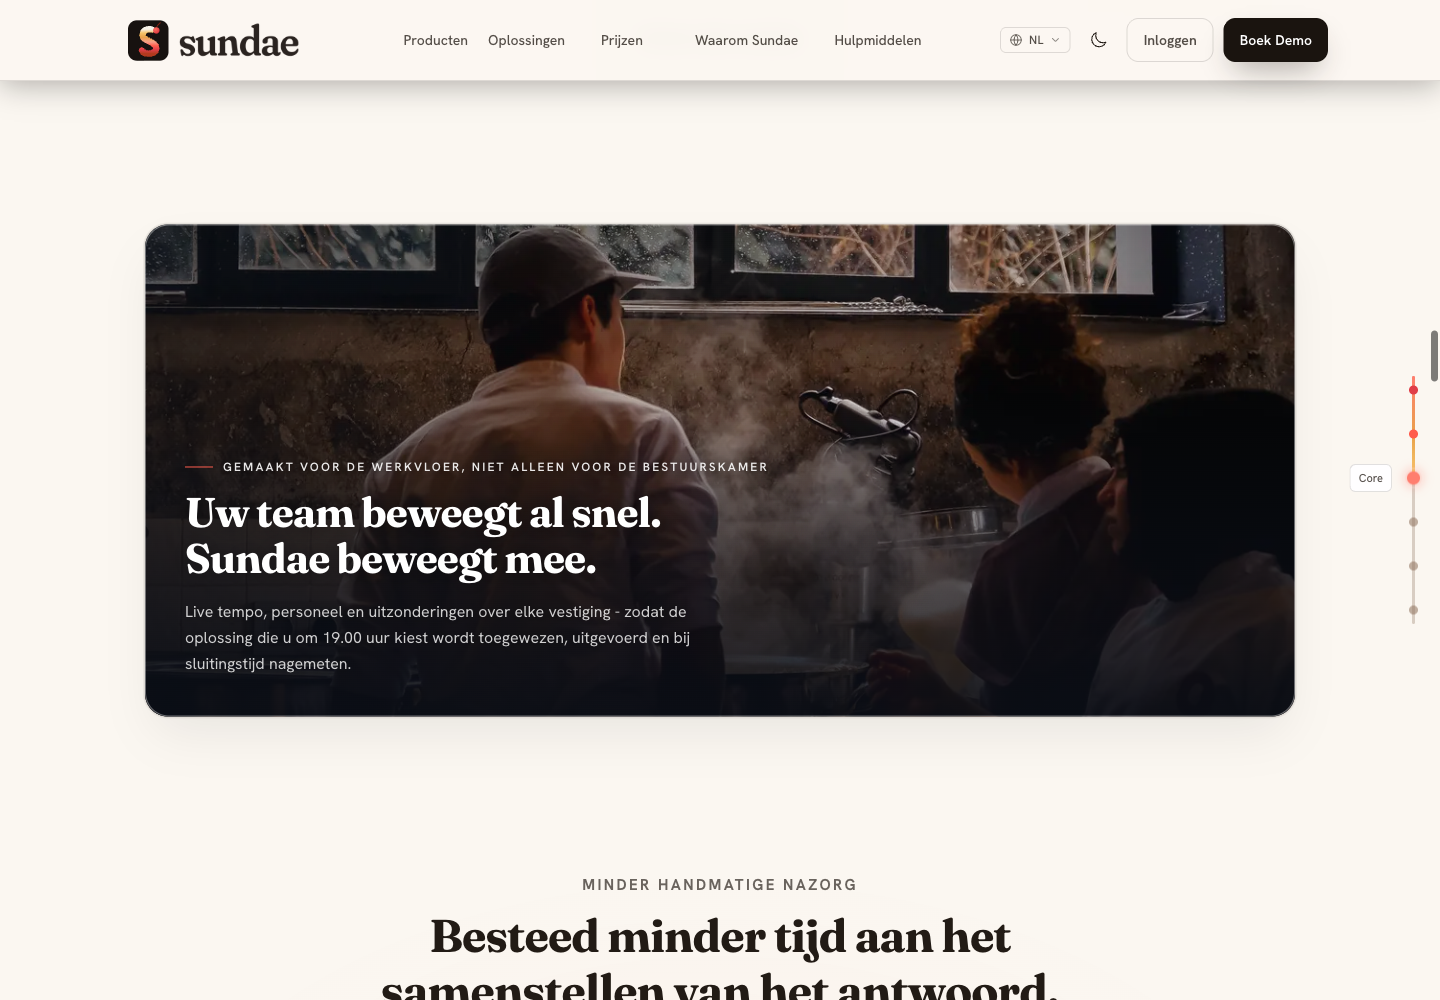 sundae
Producten
Oplossingen
Prijzen
Waarom Sundae
Hulpmiddelen
NL
Inloggen
Boek Demo
GEMAAKT VOOR DE WERKVLOER, NIET ALLEEN VOOR DE BESTUURSKAMER
Uw team beweegt al snel.
Sundae beweegt mee.
Live tempo, personeel en uitzonderingen over elke vestiging - zodat de
oplossing die u om 19.00 uur kiest wordt toegewezen, uitgevoerd en bij
sluitingstijd nagemeten.
Core
MINDER HANDMATIGE NAZORG
Besteed minder tijd aan het
samenstellen van het antwoord.